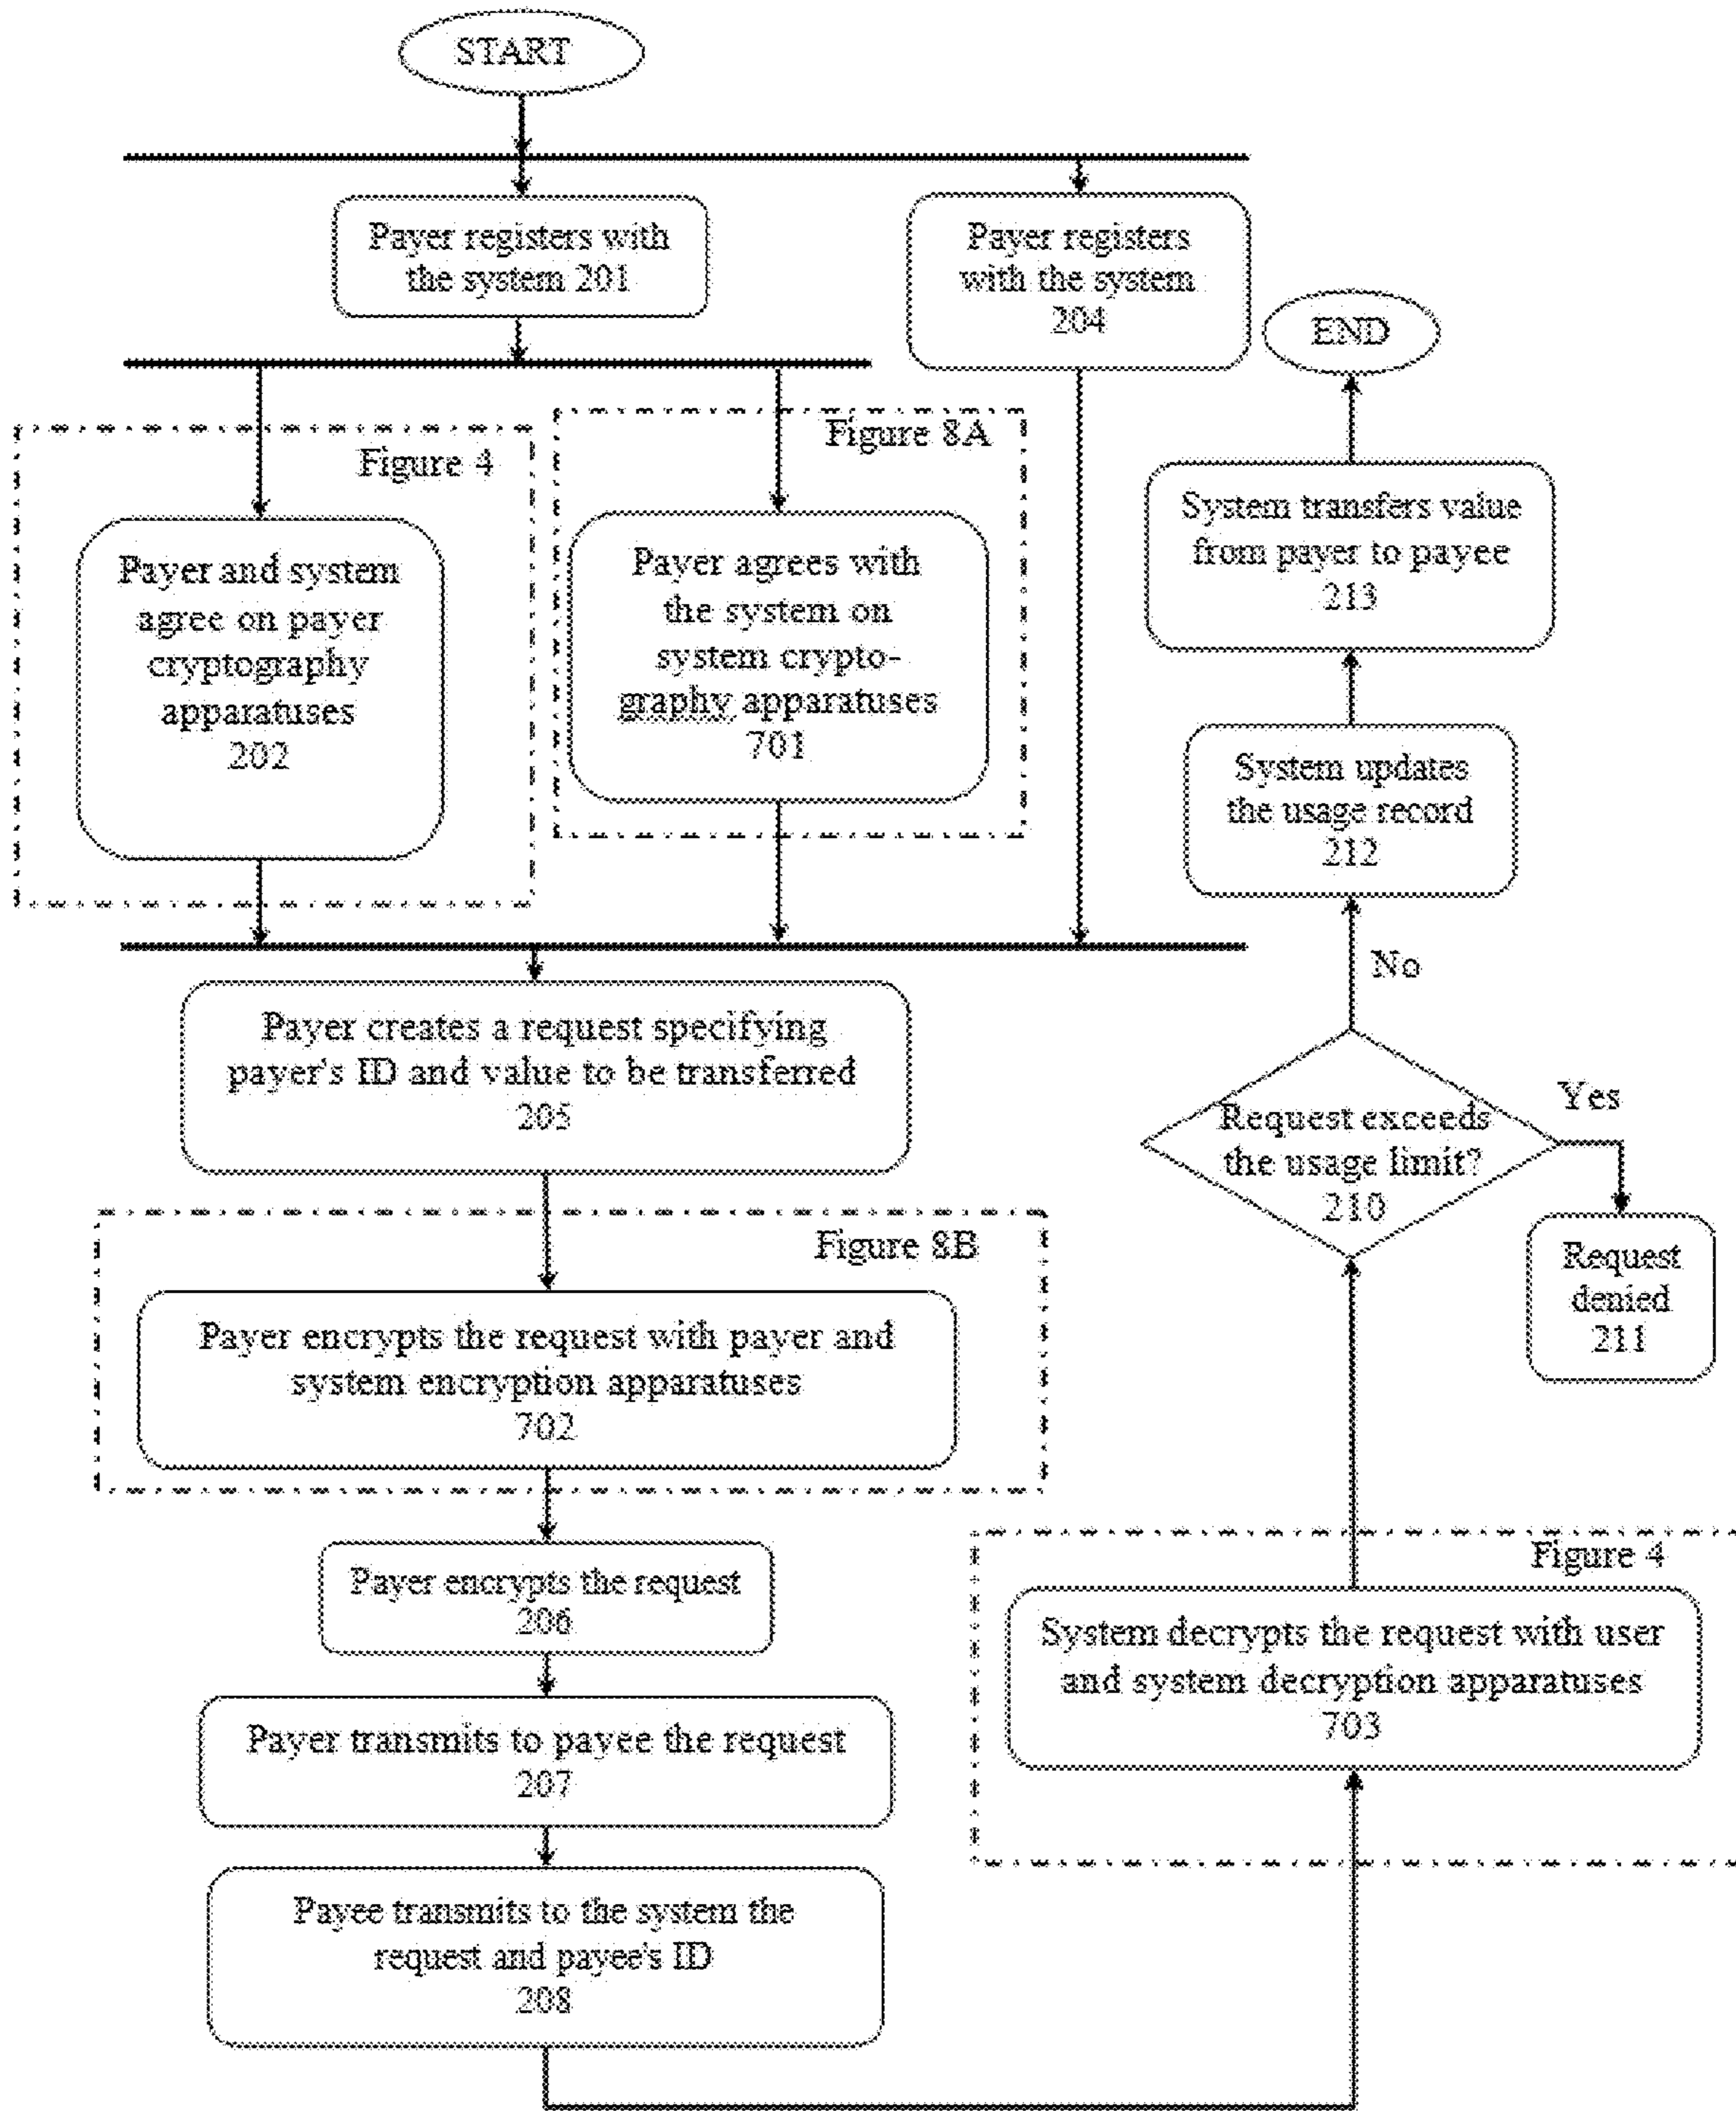 START
Payer registers with
the system 201
Payer registers
with the system
204
END
Figure 4
Figure 8A
Payer and system
agree on payer
cryptography
apparatuses
202
Payer agrees with
the system on
system crypto-
graphy apparatuses
701
System transfers value
from payer to payee
213
System updates
the usage record
212
No
Payer creates a request specifying
payer's ID and value to be transferred
205
Request exceeds
the usage limit?
210
Yes
Request
denied
211
Figure 8B
Payer encrypts the request with payer and
system encryption apparatuses
702
Payer encrypts the request
206
Figure 4
System decrypts the request with user
and system decryption apparatuses
703
Payer transmits to payee the request
207
Payee transmits to the system the
request and payee's ID
208